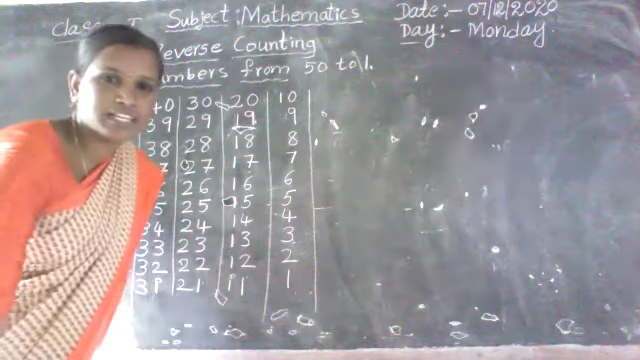 Class: I Subject: Mathematics Date:- 07/12/2020
Reverse Counting Day:- Monday
Numbers from 50 to 1.
40 30 20 10
39 29 19 9
38 28 18 8
37 27 17 7
36 26 16 6
35 25 15 5
34 24 14 4
33 23 13 3
32 22 12 2
31 21 11 1